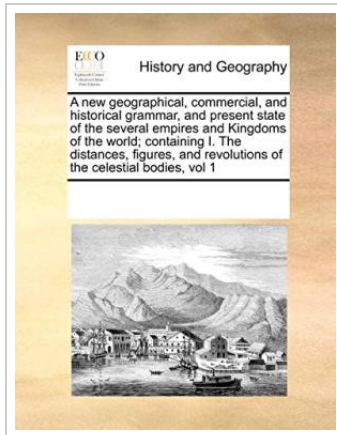 ECCO
History and Geography
A new geographical, commercial, and
historical grammar, and present state
of the several empires and Kingdoms
of the world; containing I. The
distances, figures, and revolutions of
the celestial bodies, vol 1